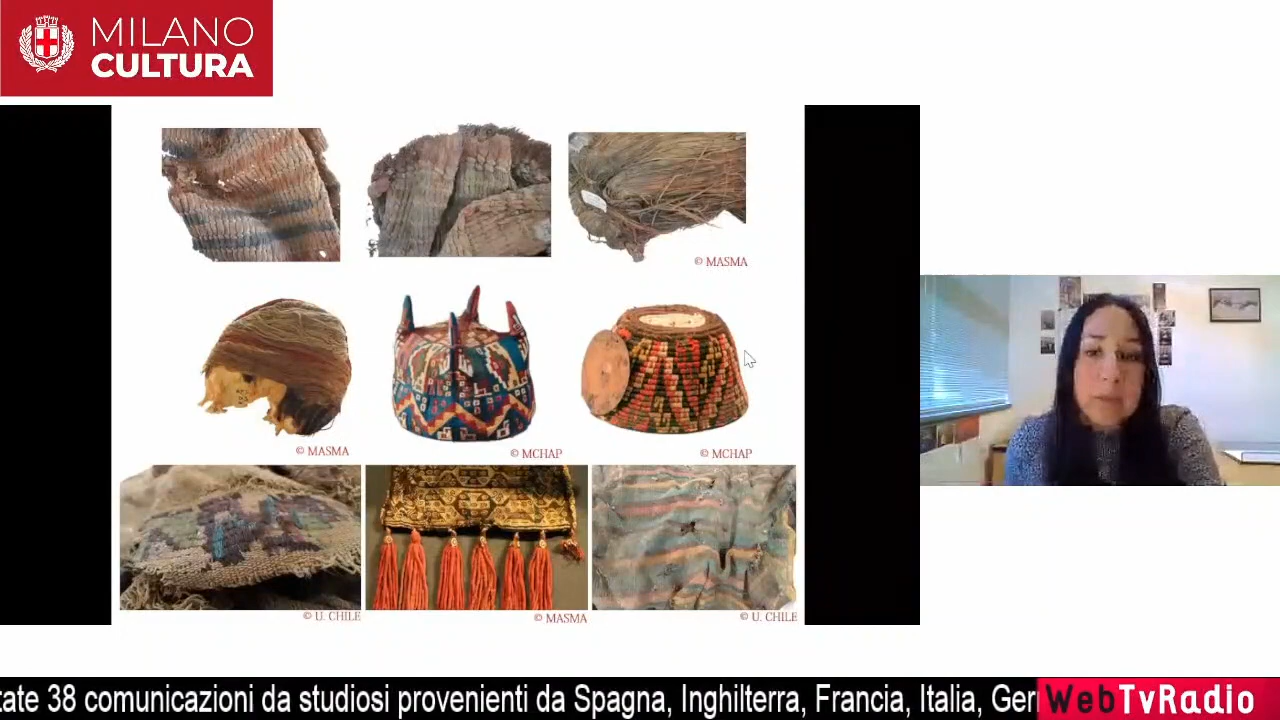 MILANO
CULTURA
© MASMA
© MASMA
© MCHAP
© MCHAP
© U. CHILE
© MASMA
© U. CHILE
tate 38 comunicazioni da studiosi provenienti da Spagna, Inghilterra, Francia, Italia, Ger
WebTvRadio